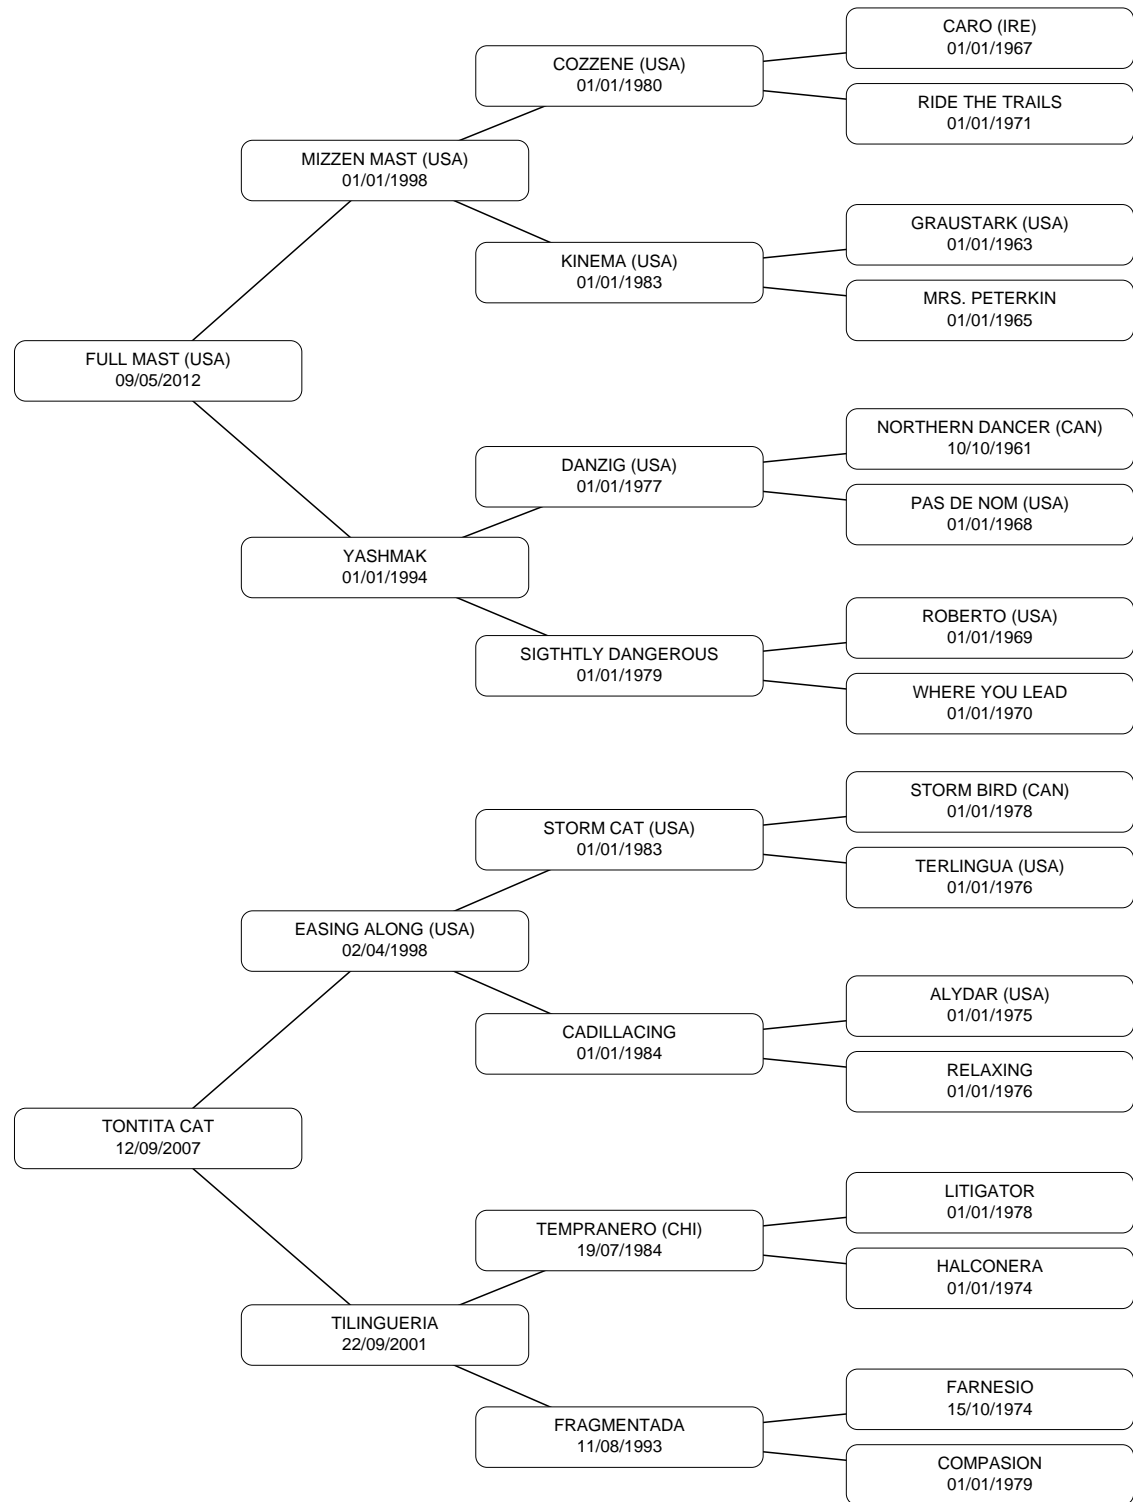 CARO (IRE)
01/01/1967
COZZENE (USA)
01/01/1980
RIDE THE TRAILS
01/01/1971
MIZZEN MAST (USA)
01/01/1998
GRAUSTARK (USA)
01/01/1963
KINEMA (USA)
01/01/1983
MRS. PETERKIN
01/01/1965
FULL MAST (USA)
09/05/2012
NORTHERN DANCER (CAN)
10/10/1961
DANZIG (USA)
01/01/1977
PAS DE NOM (USA)
01/01/1968
YASHMAK
01/01/1994
ROBERTO (USA)
01/01/1969
SIGTHTLY DANGEROUS
01/01/1979
WHERE YOU LEAD
01/01/1970
STORM BIRD (CAN)
01/01/1978
STORM CAT (USA)
01/01/1983
TERLINGUA (USA)
01/01/1976
EASING ALONG (USA)
02/04/1998
ALYDAR (USA)
01/01/1975
CADILLACING
01/01/1984
RELAXING
01/01/1976
TONTITA CAT
12/09/2007
LITIGATOR
01/01/1978
TEMPRANERO (CHI)
19/07/1984
HALCONERA
01/01/1974
TILINGUERIA
22/09/2001
FARNESIO
15/10/1974
FRAGMENTADA
11/08/1993
COMPASION
01/01/1979